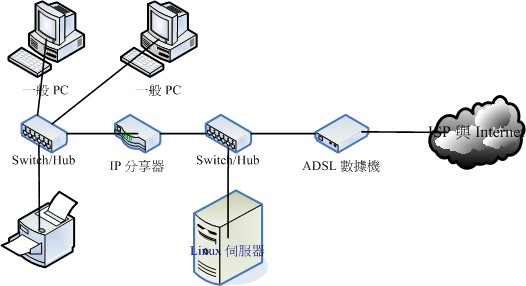 一般 PC
一般 PC
Switch/Hub
IP 分享器
Switch/Hub
ADSL 數據機
ISP 與 Internet
Linux 伺服器